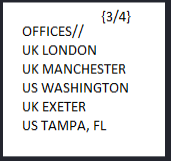 {3/4}
OFFICES//
UK LONDON
UK MANCHESTER
US WASHINGTON
UK EXETER
US TAMPA, FL